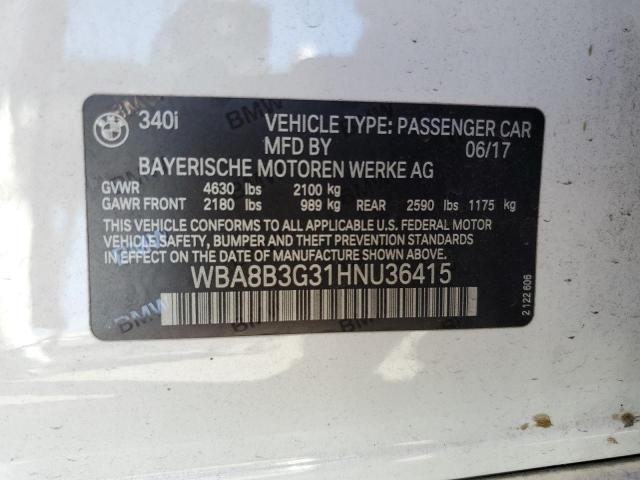 BMW 340i VEHICLE TYPE: PASSENGER CAR
MFD BY 06/17
BAYERISCHE MOTOREN WERKE AG
GVWR 4630 lbs 2100 kg
GAWR FRONT 2180 lbs 989 kg REAR 2590 lbs 1175 kg
THIS VEHICLE CONFORMS TO ALL APPLICABLE U.S. FEDERAL MOTOR
VEHICLE SAFETY, BUMPER AND THEFT PREVENTION STANDARDS
IN EFFECT ON THE DATE OF MANUFACTURE SHOWN ABOVE.
WBA8B3G31HNU36415
2 122 606